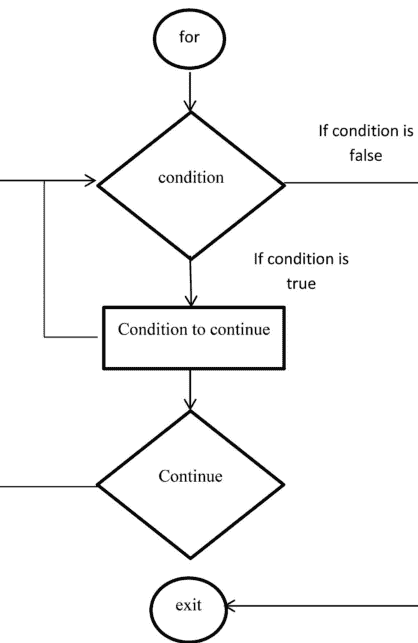 for
If condition is
false
condition
If condition is
true
Condition to continue
Continue
exit